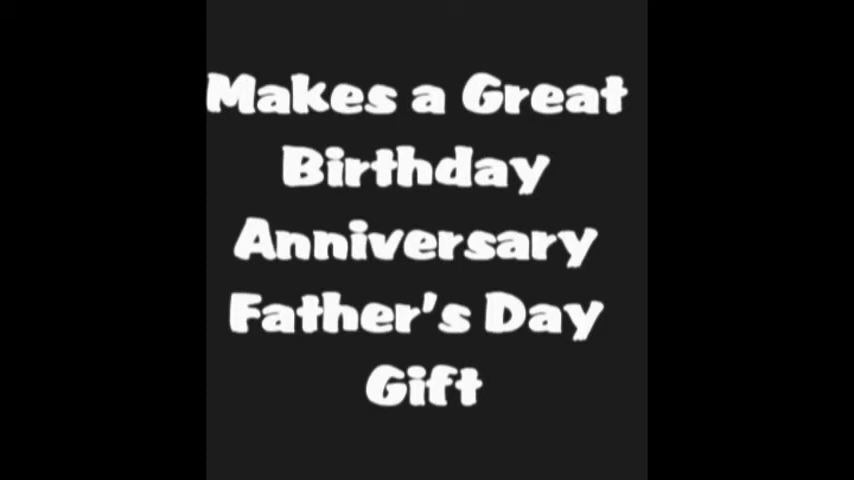 Makes a Great
Birthday
Anniversary
Father's Day
Gift